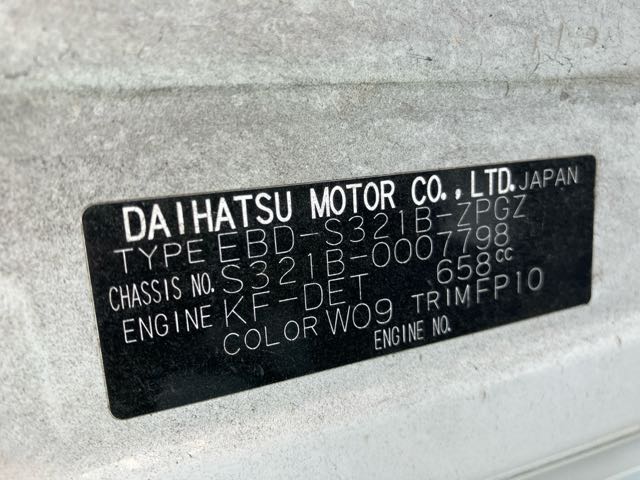 DAIHATSU MOTOR CO., LTD. JAPAN
TYPE EBD-S321B-ZPGZ
CHASSIS NO. S321B-0007798
ENGINE KF-DET 658cc
COLOR W09 TRIM FP10
ENGINE NO.